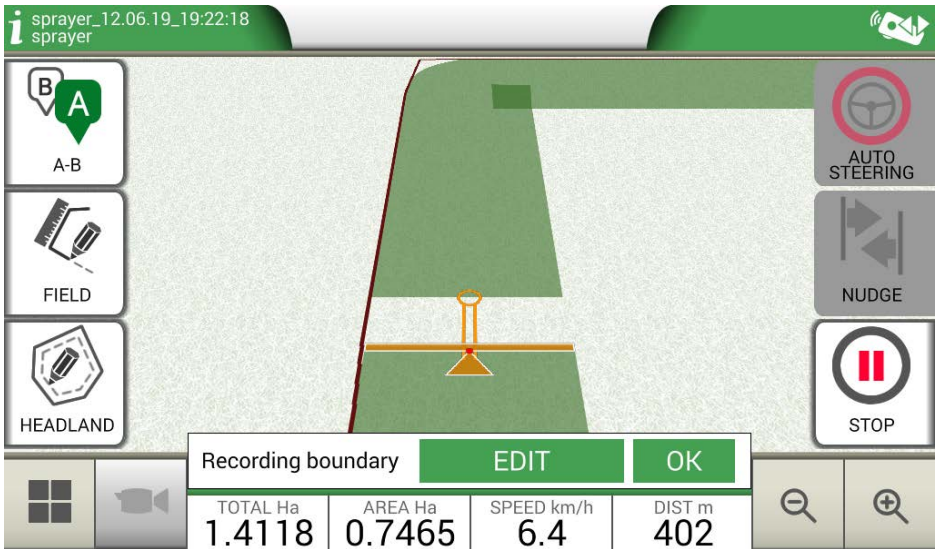 i
sprayer_12.06.19_19:22:18
sprayer
B
A
A-B
FIELD
HEADLAND
AUTO
STEERING
NUDGE
STOP
Recording boundary
EDIT
OK
TOTAL Ha
1.4118
AREA Ha
0.7465
SPEED km/h
6.4
DIST m
402